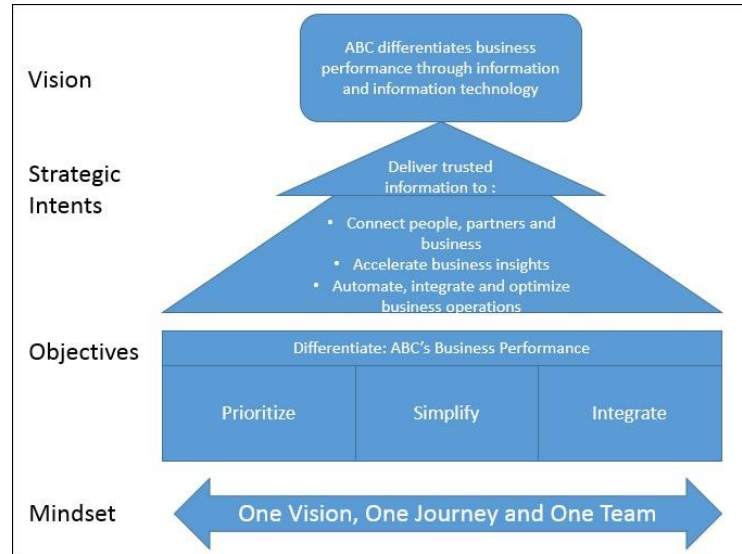 Vision
ABC differentiates business
performance through information
and information technology
Strategic
Intents
Deliver trusted
information to :
• Connect people, partners and
business
• Accelerate business insights
• Automate, integrate and optimize
business operations
Objectives
Differentiate: ABC's Business Performance
Prioritize
Simplify
Integrate
Mindset
One Vision, One Journey and One Team